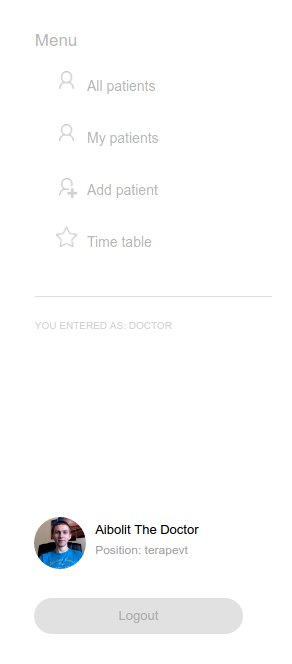 Menu
All patients
My patients
Add patient
Time table
YOU ENTERED AS: DOCTOR
Aibolit The Doctor
Position: terapevt
Logout